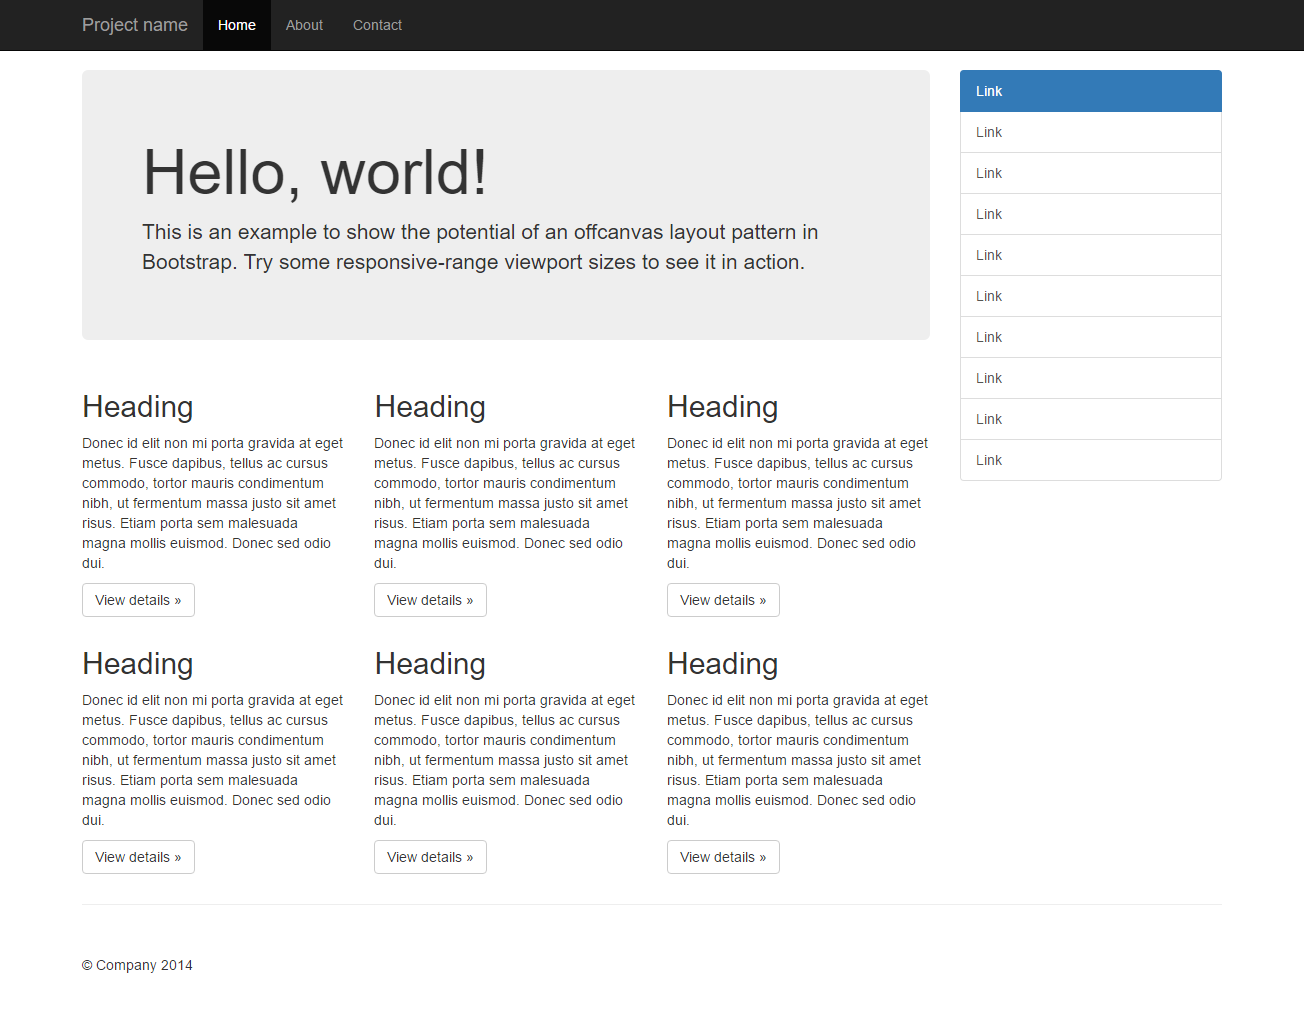 Project name
Home
About
Contact
Hello, world!
This is an example to show the potential of an offcanvas layout pattern in
Bootstrap. Try some responsive-range viewport sizes to see it in action.
Link
Link
Link
Link
Link
Link
Link
Link
Link
Link
Heading
Donec id elit non mi porta gravida at eget
metus. Fusce dapibus, tellus ac cursus
commodo, tortor mauris condimentum
nibh, ut fermentum massa justo sit amet
risus. Etiam porta sem malesuada
magna mollis euismod. Donec sed odio
dui.
View details »
Heading
Donec id elit non mi porta gravida at eget
metus. Fusce dapibus, tellus ac cursus
commodo, tortor mauris condimentum
nibh, ut fermentum massa justo sit amet
risus. Etiam porta sem malesuada
magna mollis euismod. Donec sed odio
dui.
View details »
Heading
Donec id elit non mi porta gravida at eget
metus. Fusce dapibus, tellus ac cursus
commodo, tortor mauris condimentum
nibh, ut fermentum massa justo sit amet
risus. Etiam porta sem malesuada
magna mollis euismod. Donec sed odio
dui.
View details »
Heading
Donec id elit non mi porta gravida at eget
metus. Fusce dapibus, tellus ac cursus
commodo, tortor mauris condimentum
nibh, ut fermentum massa justo sit amet
risus. Etiam porta sem malesuada
magna mollis euismod. Donec sed odio
dui.
View details »
Heading
Donec id elit non mi porta gravida at eget
metus. Fusce dapibus, tellus ac cursus
commodo, tortor mauris condimentum
nibh, ut fermentum massa justo sit amet
risus. Etiam porta sem malesuada
magna mollis euismod. Donec sed odio
dui.
View details »
Heading
Donec id elit non mi porta gravida at eget
metus. Fusce dapibus, tellus ac cursus
commodo, tortor mauris condimentum
nibh, ut fermentum massa justo sit amet
risus. Etiam porta sem malesuada
magna mollis euismod. Donec sed odio
dui.
View details »
© Company 2014